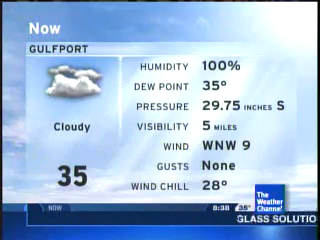 Now
GULFPORT
Cloudy
35
HUMIDITY 100%
DEW POINT 35°
PRESSURE 29.75 INCHES S
VISIBILITY 5 MILES
WIND WNW 9
GUSTS None
WIND CHILL 28°
NOW
8:38 35°
The
Weather
Channel
GLASS SOLUTIO